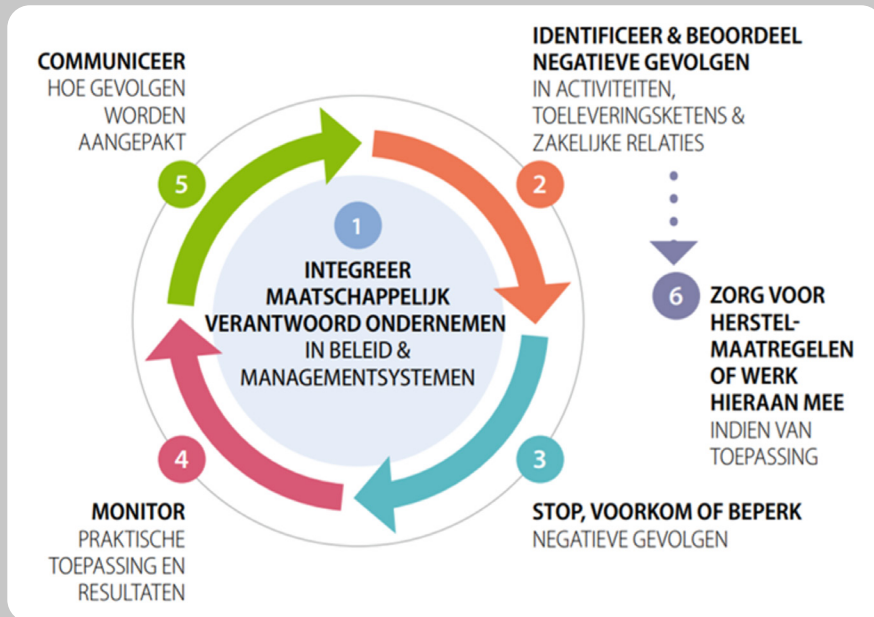 1
INTEGREER
MAATSCHAPPELIJK
VERANTWOORD ONDERNEMEN
IN BELEID &
MANAGEMENTSYSTEMEN
IDENTIFICEER & BEOORDEEL
NEGATIEVE GEVOLGEN
IN ACTIVITEITEN,
TOELEVERINGSKETENS &
ZAKELIJKE RELATIES
2
3
STOP, VOORKOM OF BEPERK
NEGATIEVE GEVOLGEN
4
MONITOR
PRAKTISCHE
TOEPASSING EN
RESULTATEN
COMMUNICEER
HOE GEVOLGEN
WORDEN
AANGEPAKT
5
6
ZORG VOOR
HERSTEL-
MAATREGELEN
OF WERK
HIERAAN MEE
INDIEN VAN
TOEPASSING